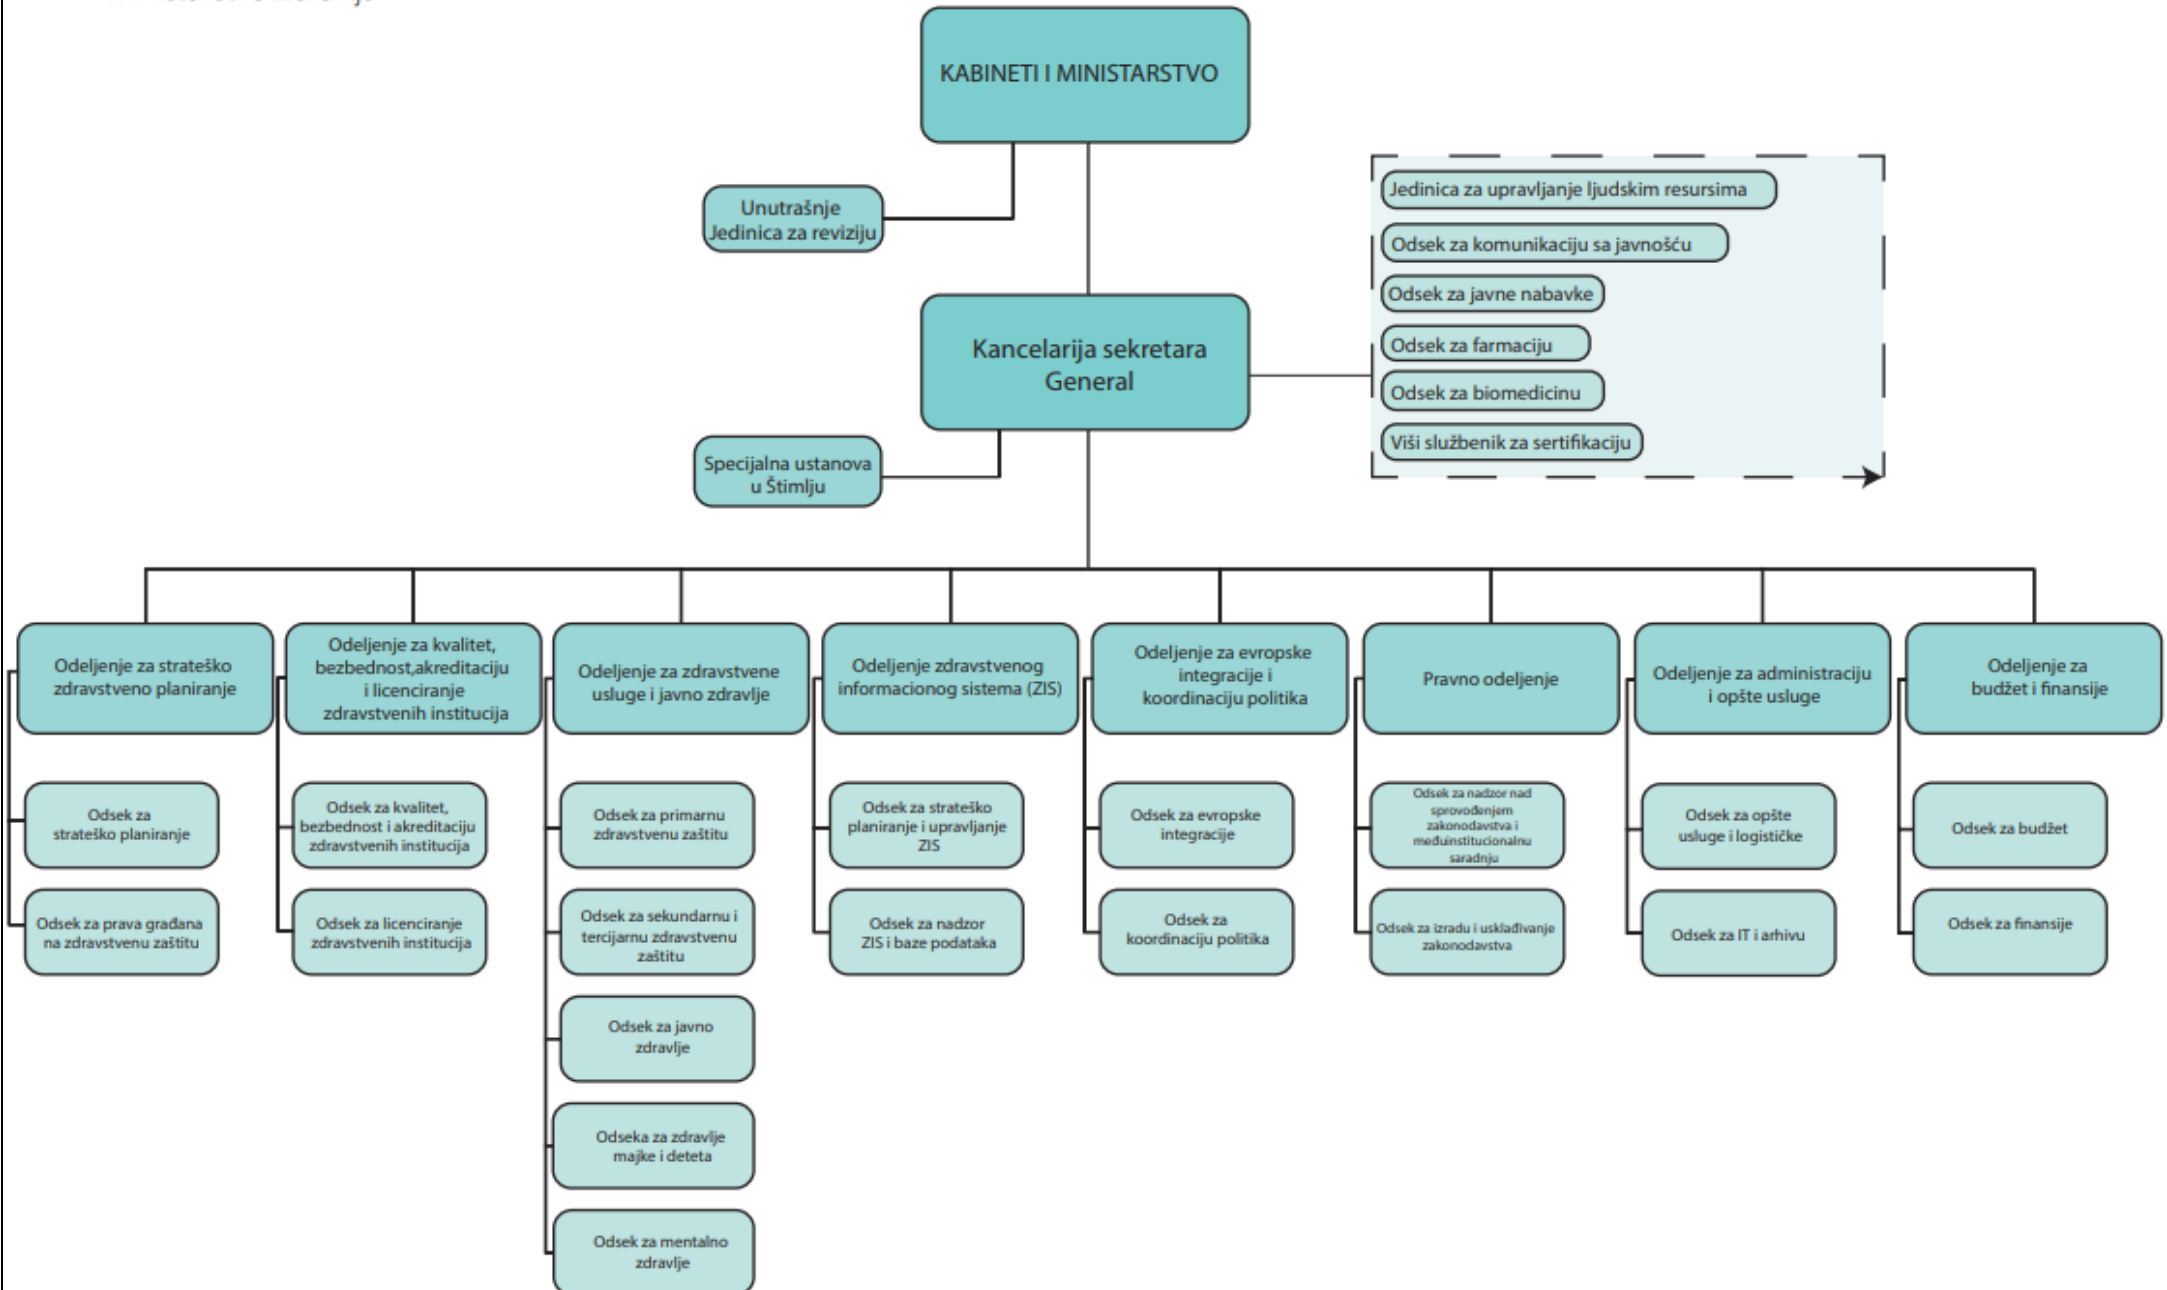 KABINETI I MINISTARSTVO
Unutrašnje
Jedinica za reviziju
Jedinica za upravljanje ljudskim resursima
Odsek za komunikaciju sa javnošću
Odsek za javne nabavke
Odsek za farmaciju
Odsek za biomedicinu
Viši službenik za sertifikaciju
Kancelarija sekretara
General
Specijalna ustanova
u Štimlju
Odeljenje za strateško
zdravstveno planiranje
Odsek za
strateško planiranje
Odsek za prava građana
na zdravstvenu zaštitu
Odeljenje za kvalitet,
bezbednost,akreditaciju
i licenciranje
zdravstvenih institucija
Odsek za kvalitet,
bezbednost i akreditaciju
zdravstvenih institucija
Odsek za licenciranje
zdravstvenih institucija
Odeljenje za zdravstvene
usluge i javno zdravlje
Odsek za primarnu
zdravstvenu zaštitu
Odsek za sekundarnu i
tercijarnu zdravstvenu
zaštitu
Odsek za javno
zdravlje
Odseka za zdravlje
majke i deteta
Odsek za mentalno
zdravlje
Odeljenje zdravstvenog
informacionog sistema (ZIS)
Odsek za strateško
planiranje i upravljanje
ZIS
Odsek za nadzor
ZIS i baze podataka
Odeljenje za evropske
integracije i
koordinaciju politika
Odsek za evropske
integracije
Odsek za
koordinaciju politika
Pravno odeljenje
Odsek za nadzor nad
sprovođenjem
zakonodavstva i
međuinstitucionalnu
saradnju
Odsek za izradu i usklađivanje
zakonodavstva
Odeljenje za administraciju
i opšte usluge
Odsek za opšte
usluge i logističke
Odsek za IT i arhivu
Odeljenje za
budžet i finansije
Odsek za budžet
Odsek za finansije